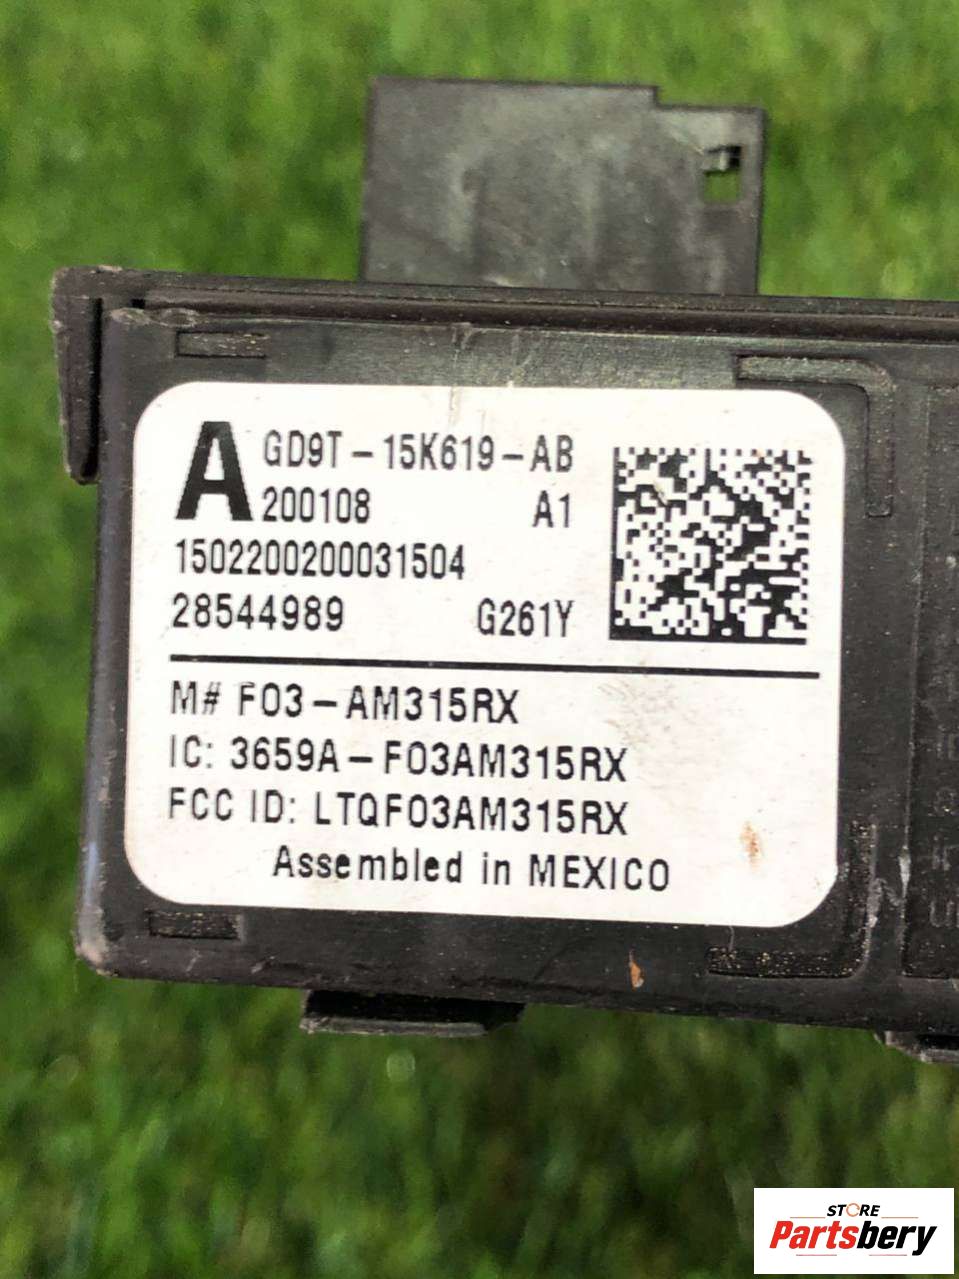 A GD9T-15K619-AB
200108 A1
1502200200031504
28544989 G261Y
M# F03-AM315RX
IC: 3659A-F03AM315RX
FCC ID: LTQF03AM315RX
Assembled in MEXICO
STORE
Partsbery